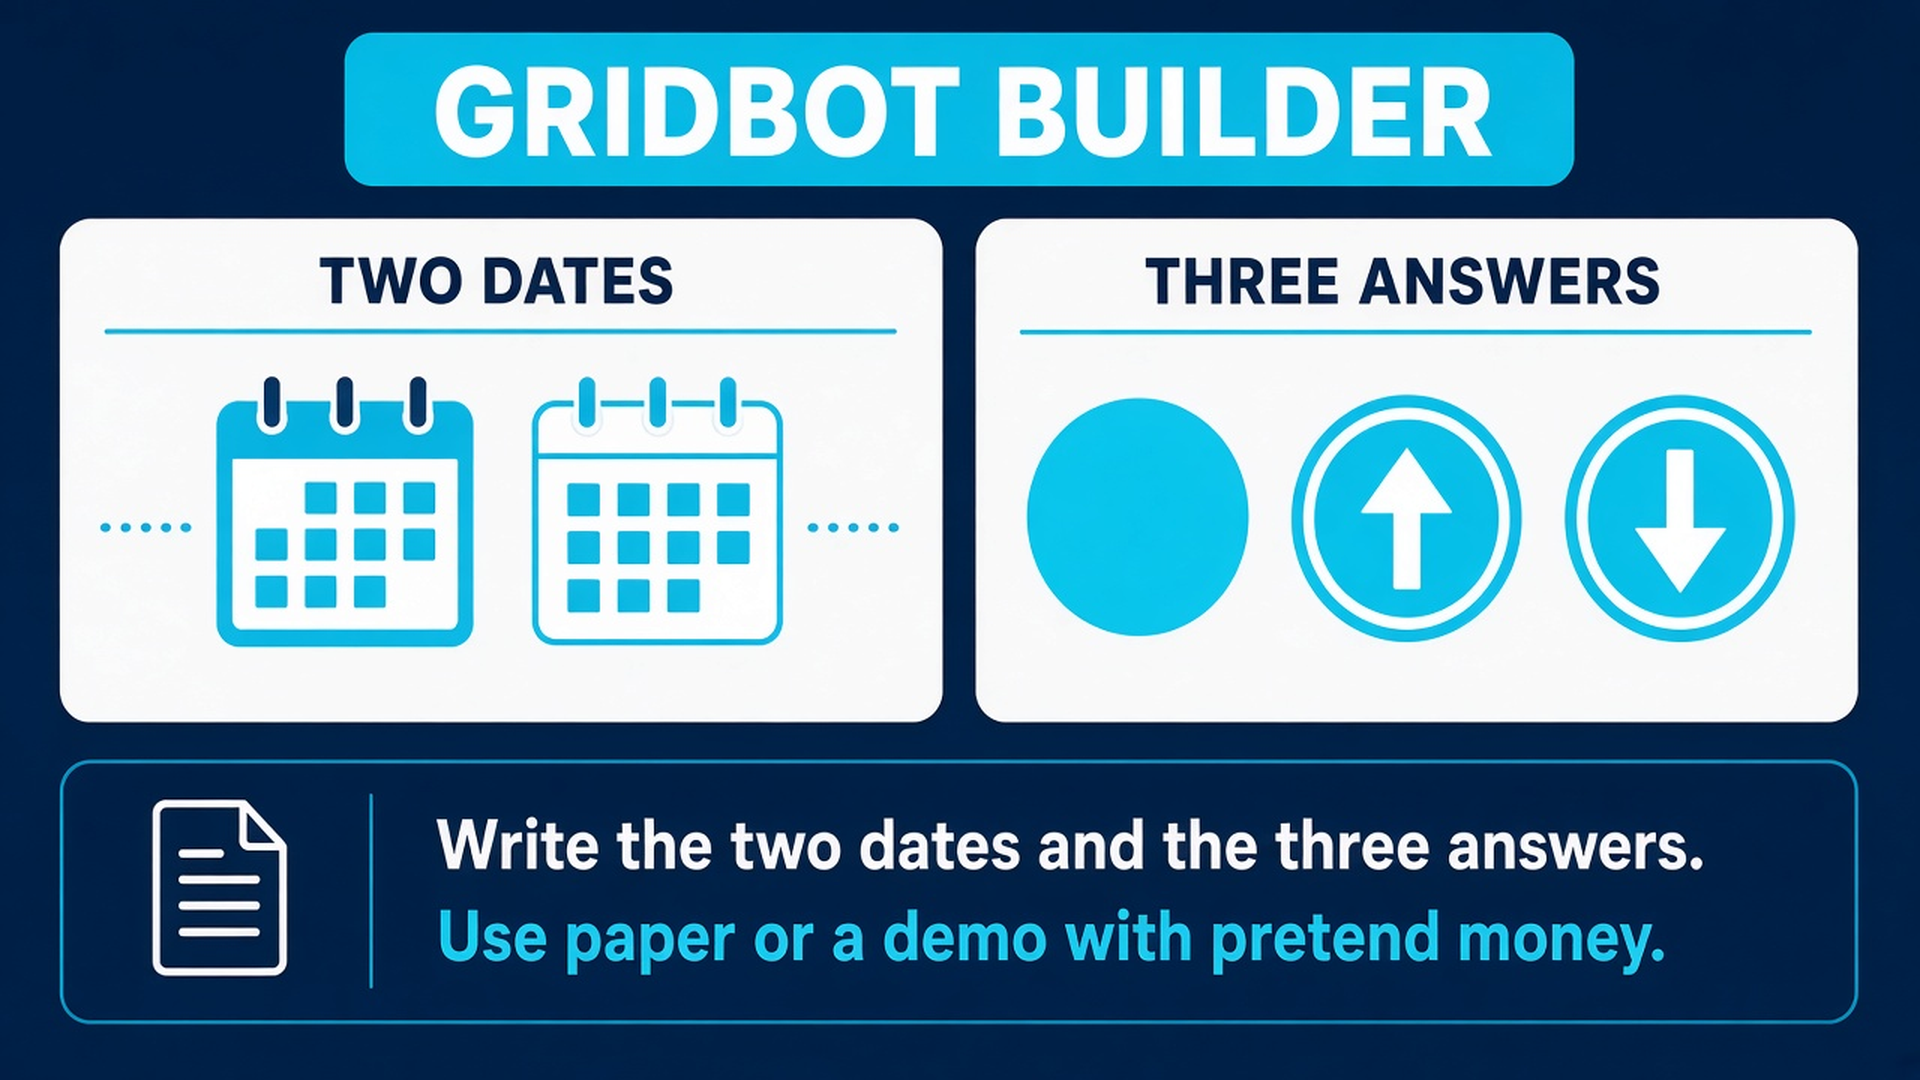 GRIDBOT BUILDER
TWO DATES
THREE ANSWERS
Write the two dates and the three answers.
Use paper or a demo with pretend money.